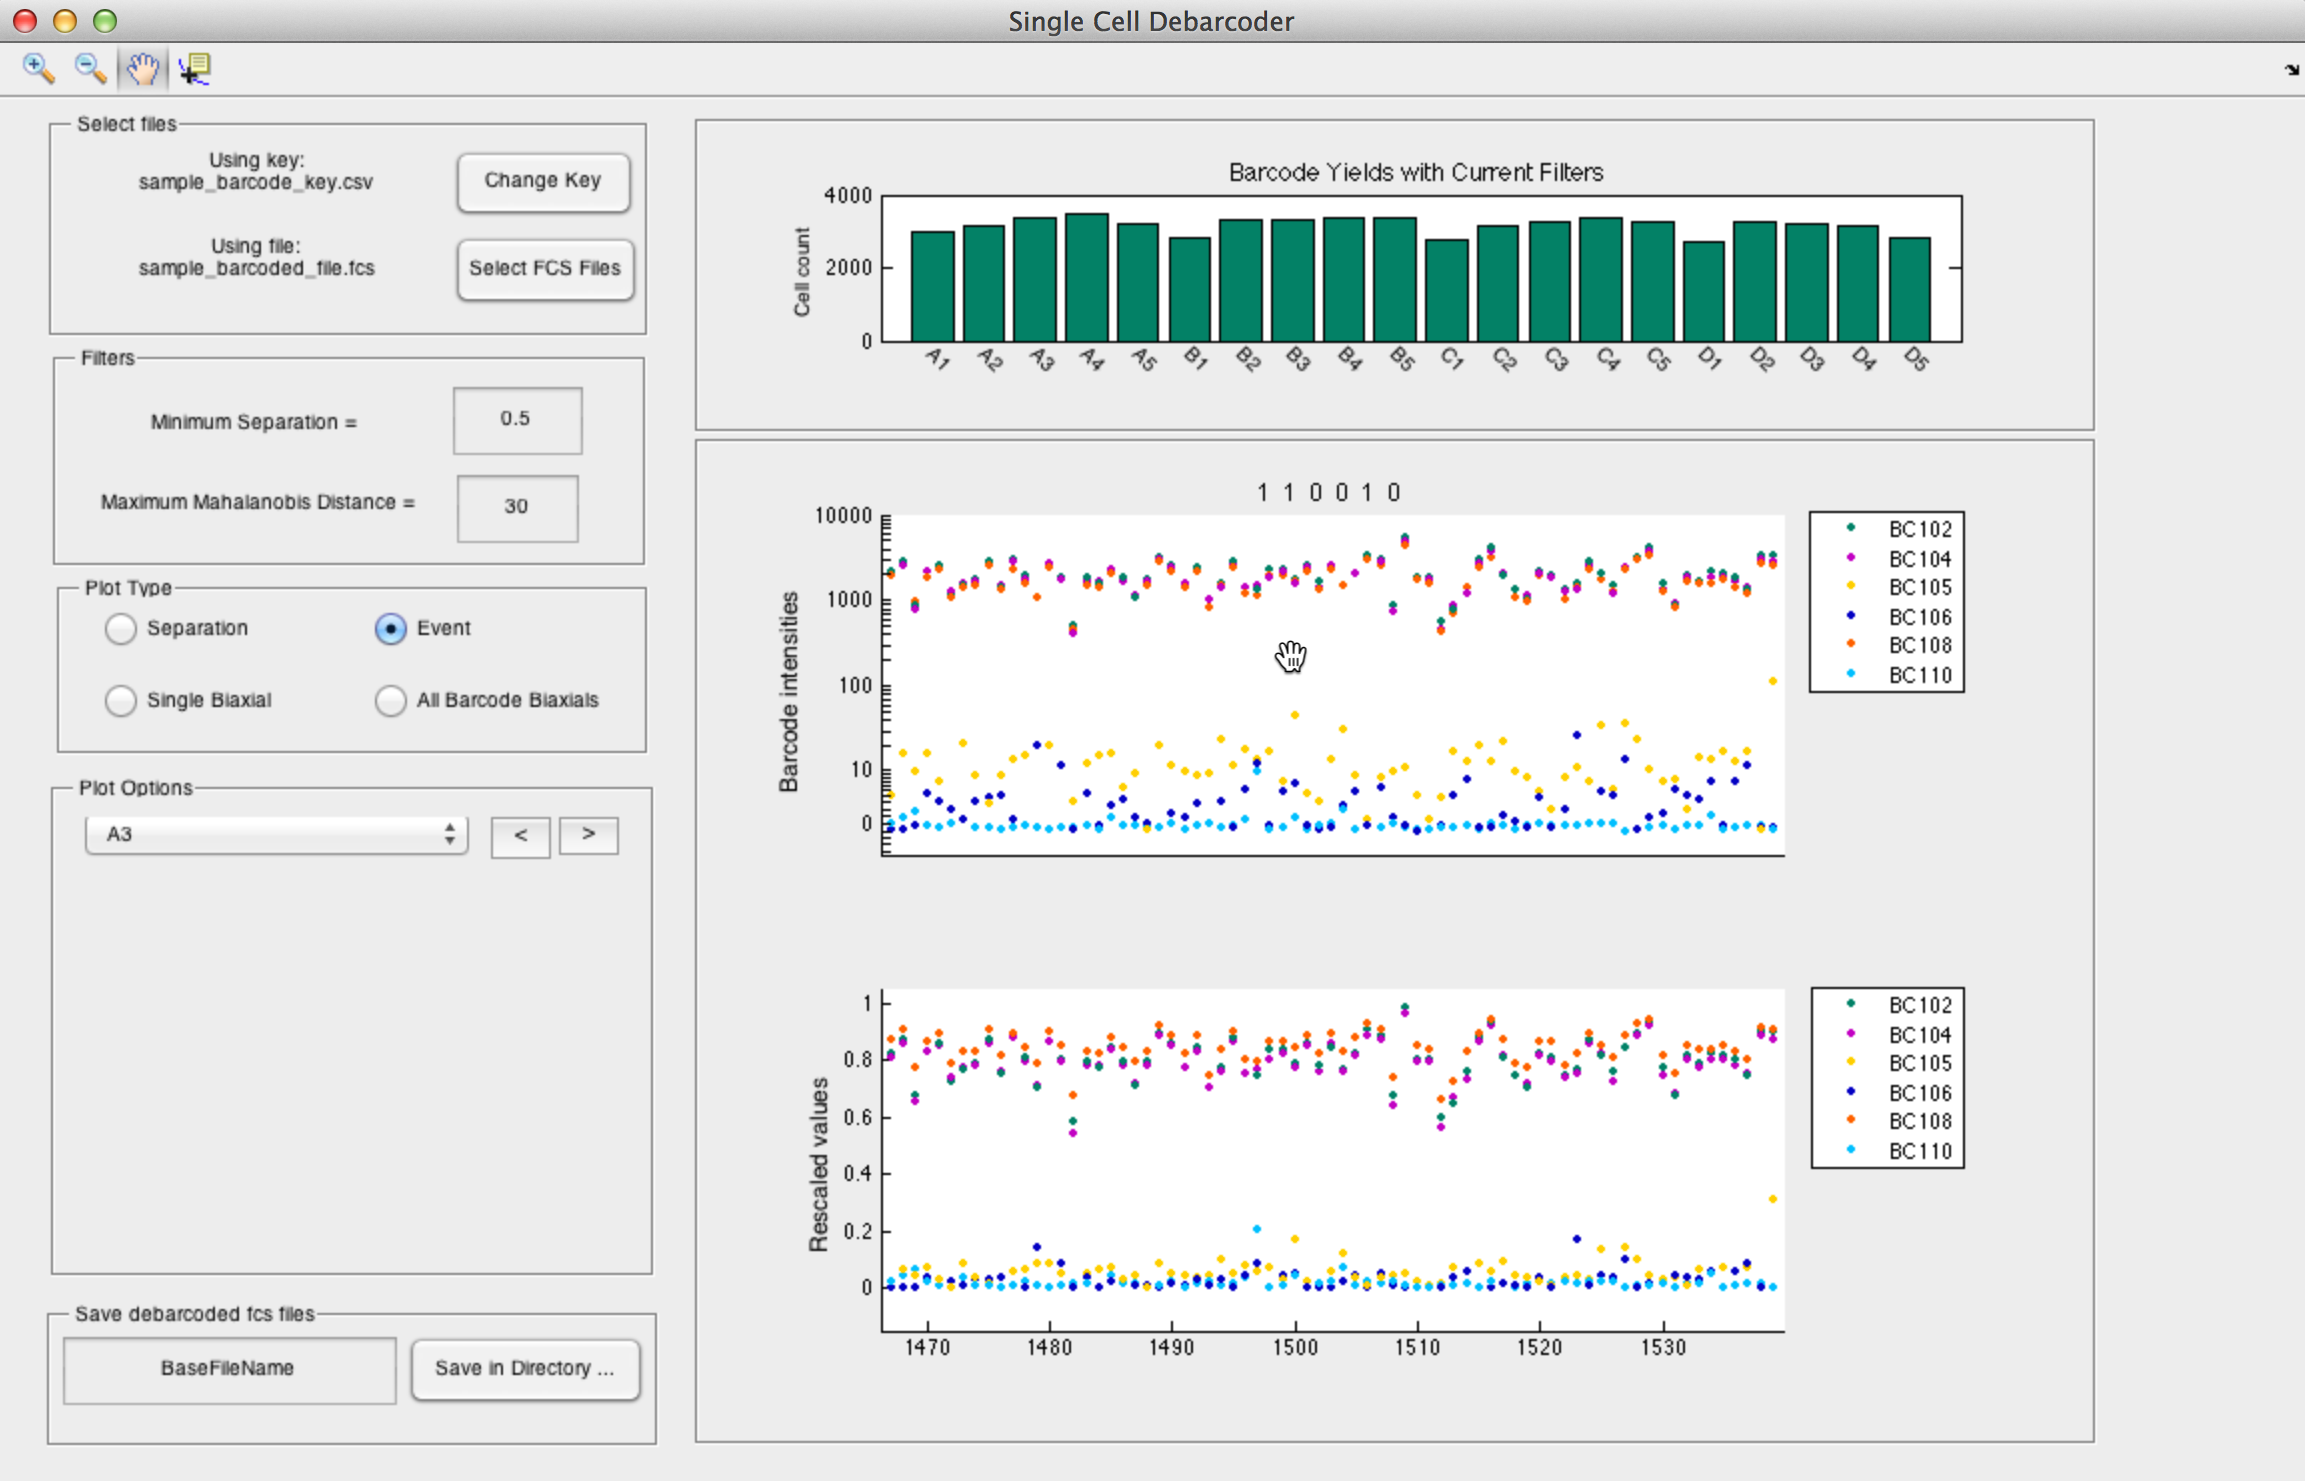 Single Cell Debarcoder
Select files
Using key:
sample_barcode_key.csv
Change Key
Using file:
sample_barcoded_file.fcs
Select FCS Files
Filters
Minimum Separation =
0.5
Maximum Mahalanobis Distance =
30
Plot Type
Separation
Event
Single Biaxial
All Barcode Biaxials
Plot Options
A3
<
>
Save debarcoded fcs files
BaseFileName
Save in Directory ...
Barcode Yields with Current Filters
Cell count
4000
2000
0
A1 A2 A3 A4 A5 B1 B2 B3 B4 B5 C1 C2 C3 C4 C5 D1 D2 D3 D4 D5
1 1 0 0 1 0
Barcode intensities
10000
1000
100
10
0
BC102
BC104
BC105
BC106
BC108
BC110
Rescaled values
1
0.8
0.6
0.4
0.2
0
1470 1480 1490 1500 1510 1520 1530
BC102
BC104
BC105
BC106
BC108
BC110